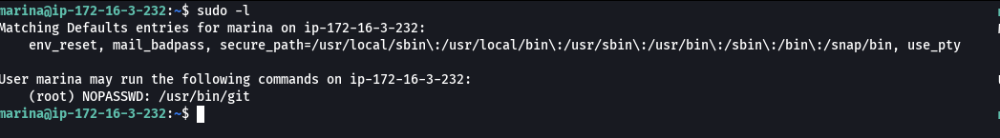 marina@ip-172-16-3-232:~$ sudo -l
Matching Defaults entries for marina on ip-172-16-3-232:
    env_reset, mail_badpass, secure_path=/usr/local/sbin\:/usr/local/bin\:/usr/sbin\:/usr/bin\:/sbin\:/bin\:/snap/bin, use_pty

User marina may run the following commands on ip-172-16-3-232:
    (root) NOPASSWD: /usr/bin/git
marina@ip-172-16-3-232:~$